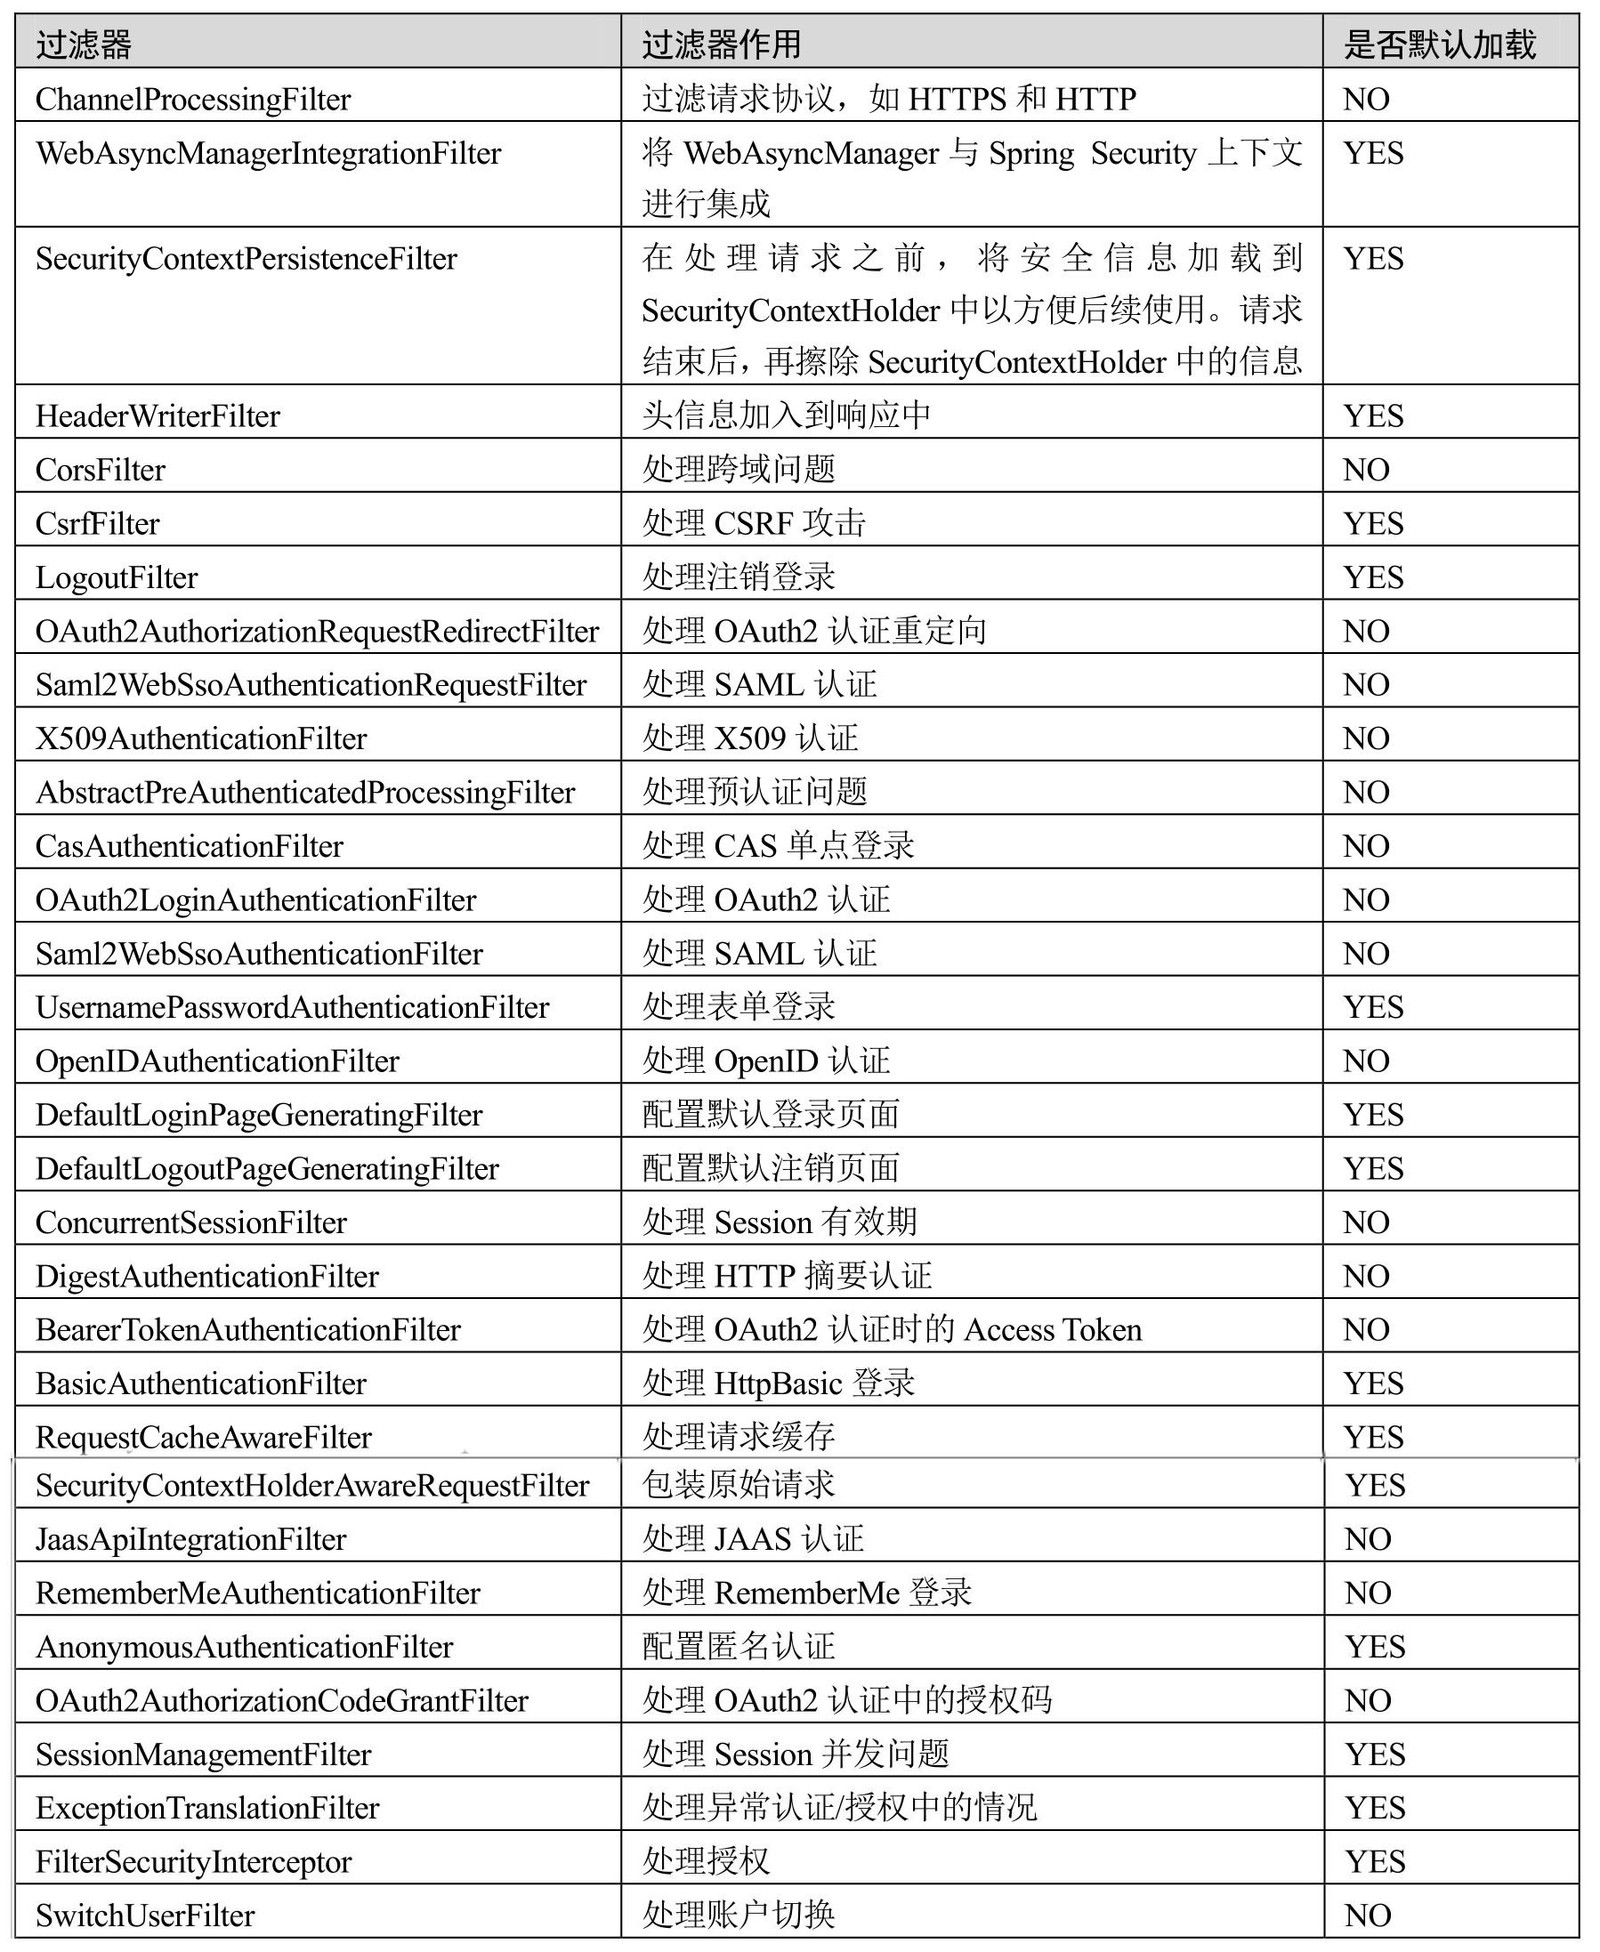 过滤器 过滤器作用 是否默认加载
ChannelProcessingFilter 过滤请求协议，如 HTTPS 和 HTTP NO
WebAsyncManagerIntegrationFilter 将 WebAsyncManager 与 Spring Security 上下文 YES
进行集成
SecurityContextPersistenceFilter 在处理请求之前，将安全信息加载到 YES
SecurityContextHolder 中以方便后续使用。请求
结束后，再擦除 SecurityContextHolder 中的信息
HeaderWriterFilter 头信息加入到响应中 YES
CorsFilter 处理跨域问题 NO
CsrfFilter 处理 CSRF 攻击 YES
LogoutFilter 处理注销登录 YES
OAuth2AuthorizationRequestRedirectFilter 处理 OAuth2 认证重定向 NO
Saml2WebSsoAuthenticationRequestFilter 处理 SAML 认证 NO
X509AuthenticationFilter 处理 X509 认证 NO
AbstractPreAuthenticatedProcessingFilter 处理预认证问题 NO
CasAuthenticationFilter 处理 CAS 单点登录 NO
OAuth2LoginAuthenticationFilter 处理 OAuth2 认证 NO
Saml2WebSsoAuthenticationFilter 处理 SAML 认证 NO
UsernamePasswordAuthenticationFilter 处理表单登录 YES
OpenIDAuthenticationFilter 处理 OpenID 认证 NO
DefaultLoginPageGeneratingFilter 配置默认登录页面 YES
DefaultLogoutPageGeneratingFilter 配置默认注销页面 YES
ConcurrentSessionFilter 处理 Session 有效期 NO
DigestAuthenticationFilter 处理 HTTP 摘要认证 NO
BearerTokenAuthenticationFilter 处理 OAuth2 认证时的 Access Token NO
BasicAuthenticationFilter 处理 HttpBasic 登录 YES
RequestCacheAwareFilter 处理请求缓存 YES
SecurityContextHolderAwareRequestFilter 包装原始请求 YES
JaasApiIntegrationFilter 处理 JAAS 认证 NO
RememberMeAuthenticationFilter 处理 RememberMe 登录 NO
AnonymousAuthenticationFilter 配置匿名认证 YES
OAuth2AuthorizationCodeGrantFilter 处理 OAuth2 认证中的授权码 NO
SessionManagementFilter 处理 Session 并发问题 YES
ExceptionTranslationFilter 处理异常认证/授权中的情况 YES
FilterSecurityInterceptor 处理授权 YES
SwitchUserFilter 处理账户切换 NO